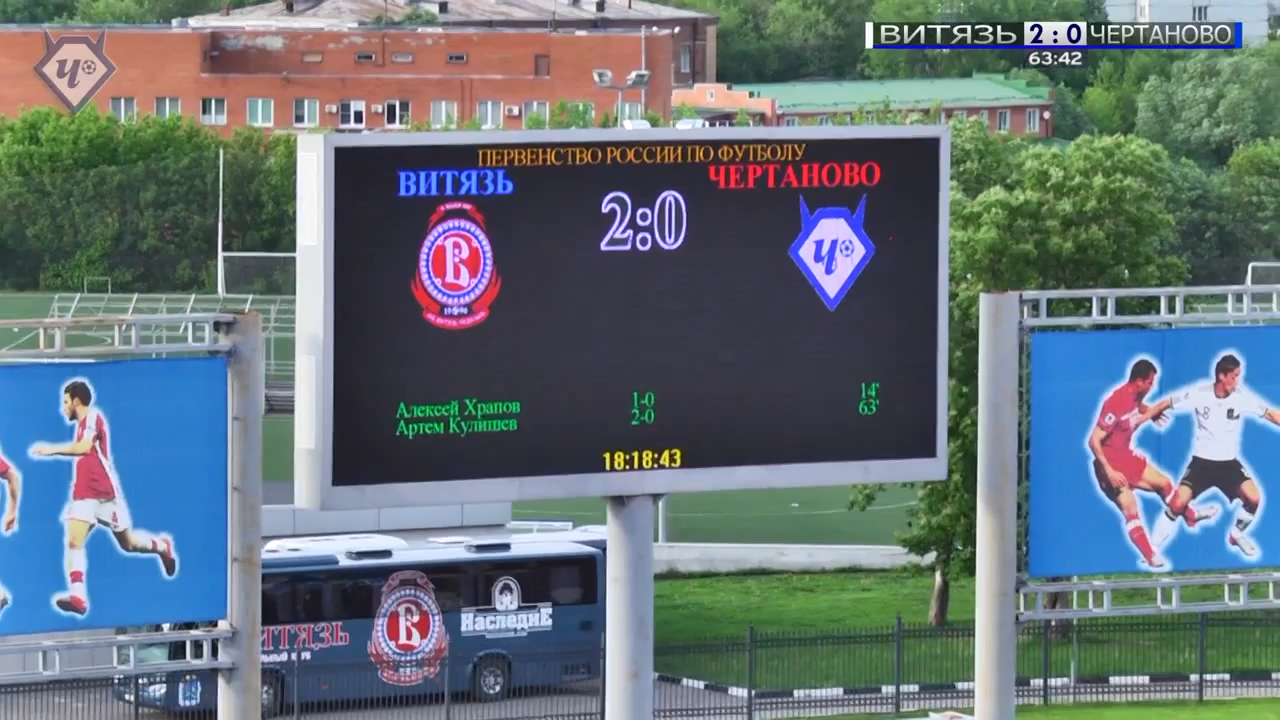 ВИТЯЗЬ 2:0 ЧЕРТАНОВО
63:42
Ч
ПЕРВЕНСТВО РОССИИ ПО ФУТБОЛУ
ВИТЯЗЬ 2:0 ЧЕРТАНОВО
В
Ч
Алексей Храпов 1-0 14'
Артем Кулишев 2-0 63'
18:18:43
ИТЯЗЬ
В
НаследиЕ